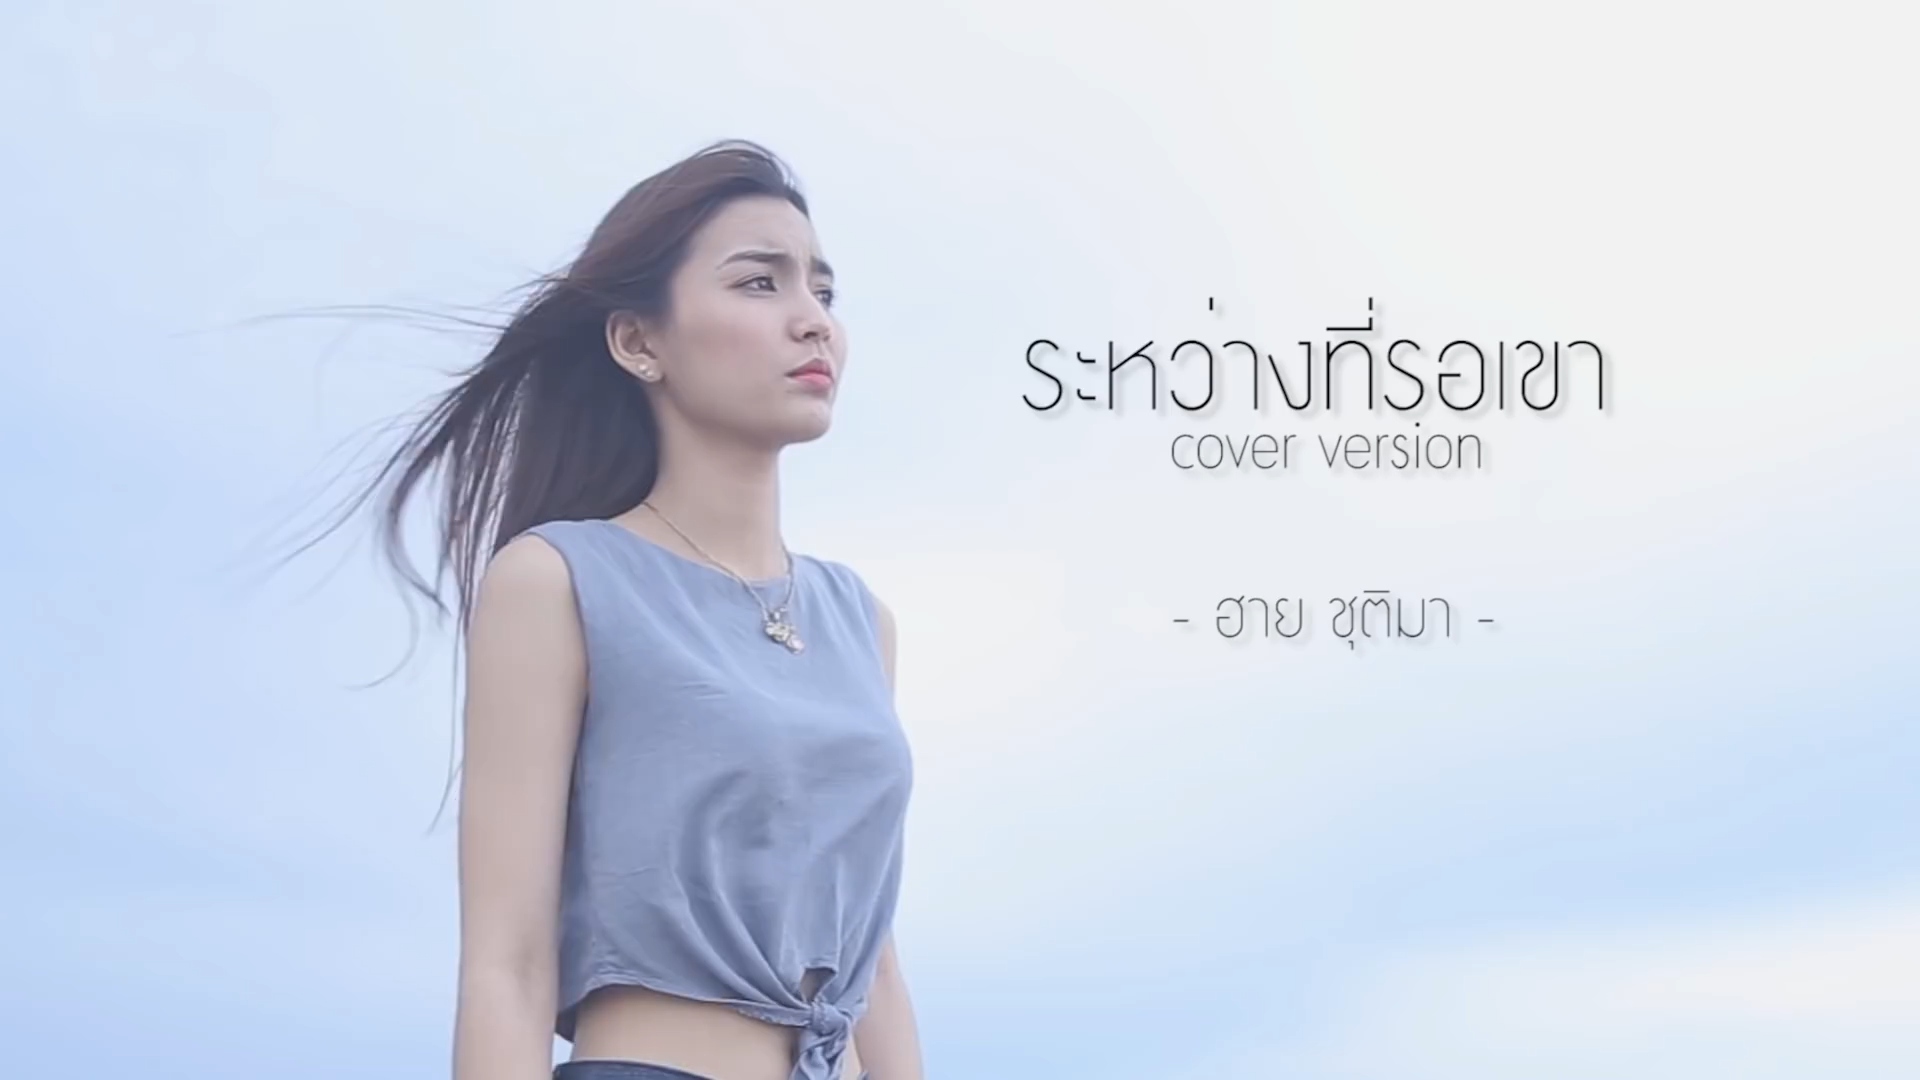 ระหว่างที่รอเขา
cover version
- ฮาย ชุติมา -